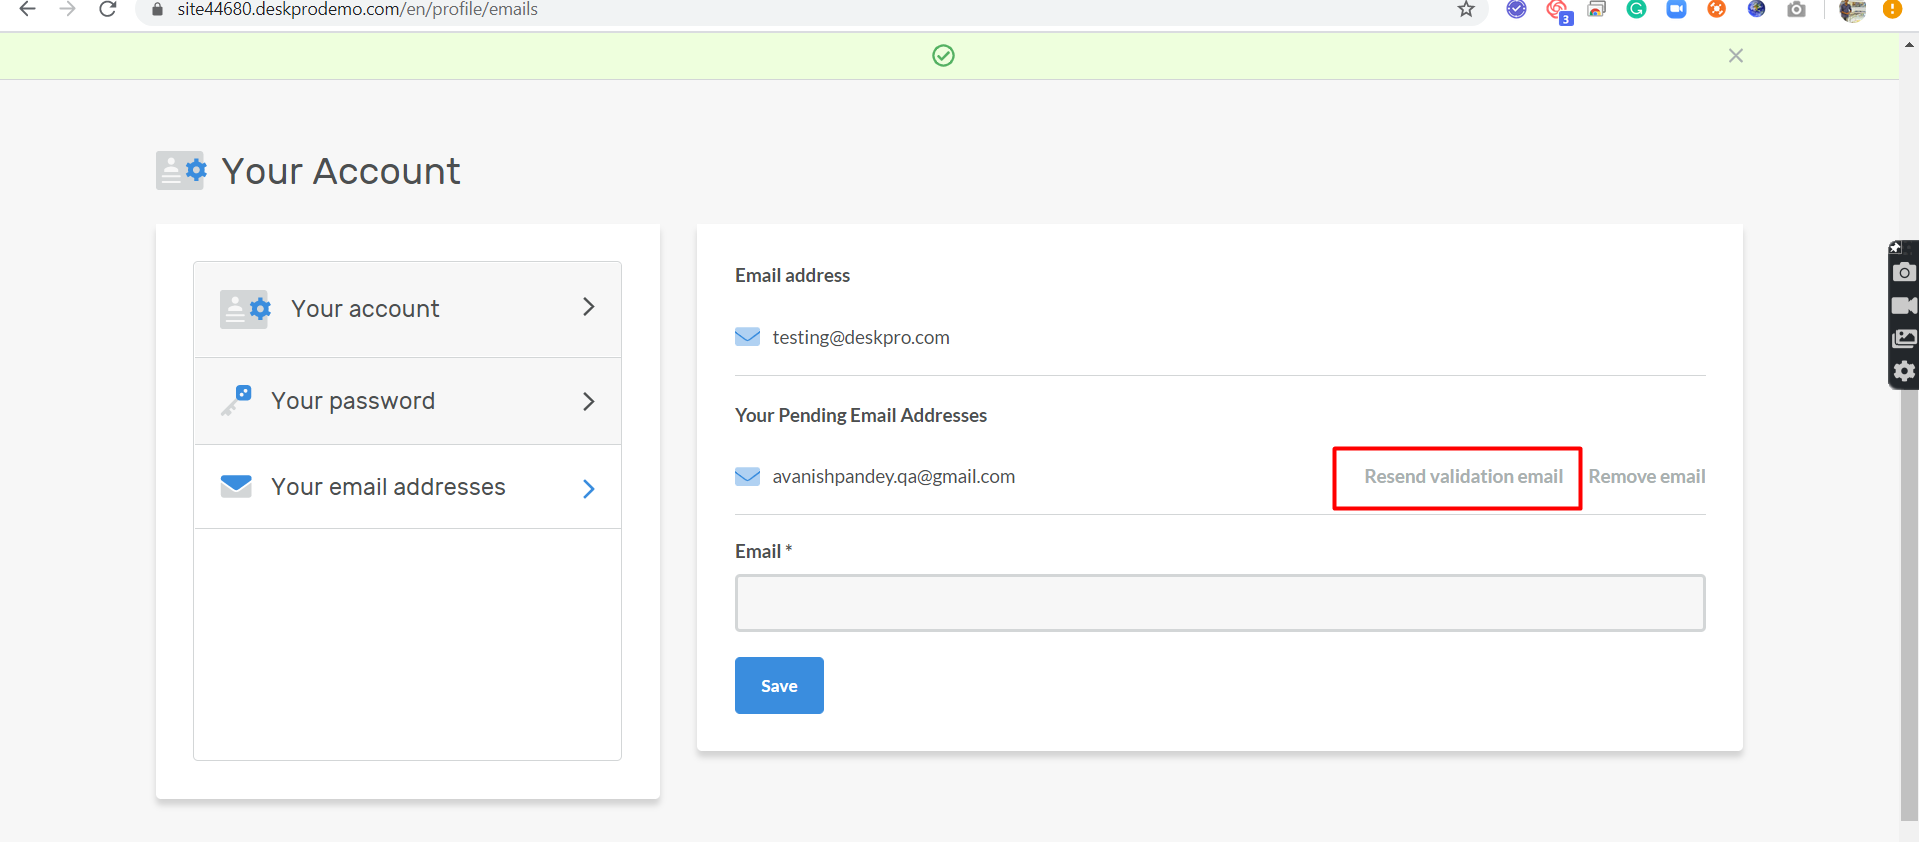 site44680.deskprodemo.com/en/profile/emails
3
Your Account
Your account
Your password
Your email addresses
Email address
testing@deskpro.com
Your Pending Email Addresses
avanishpandey.qa@gmail.com
Resend validation email
Remove email
Email *
Save